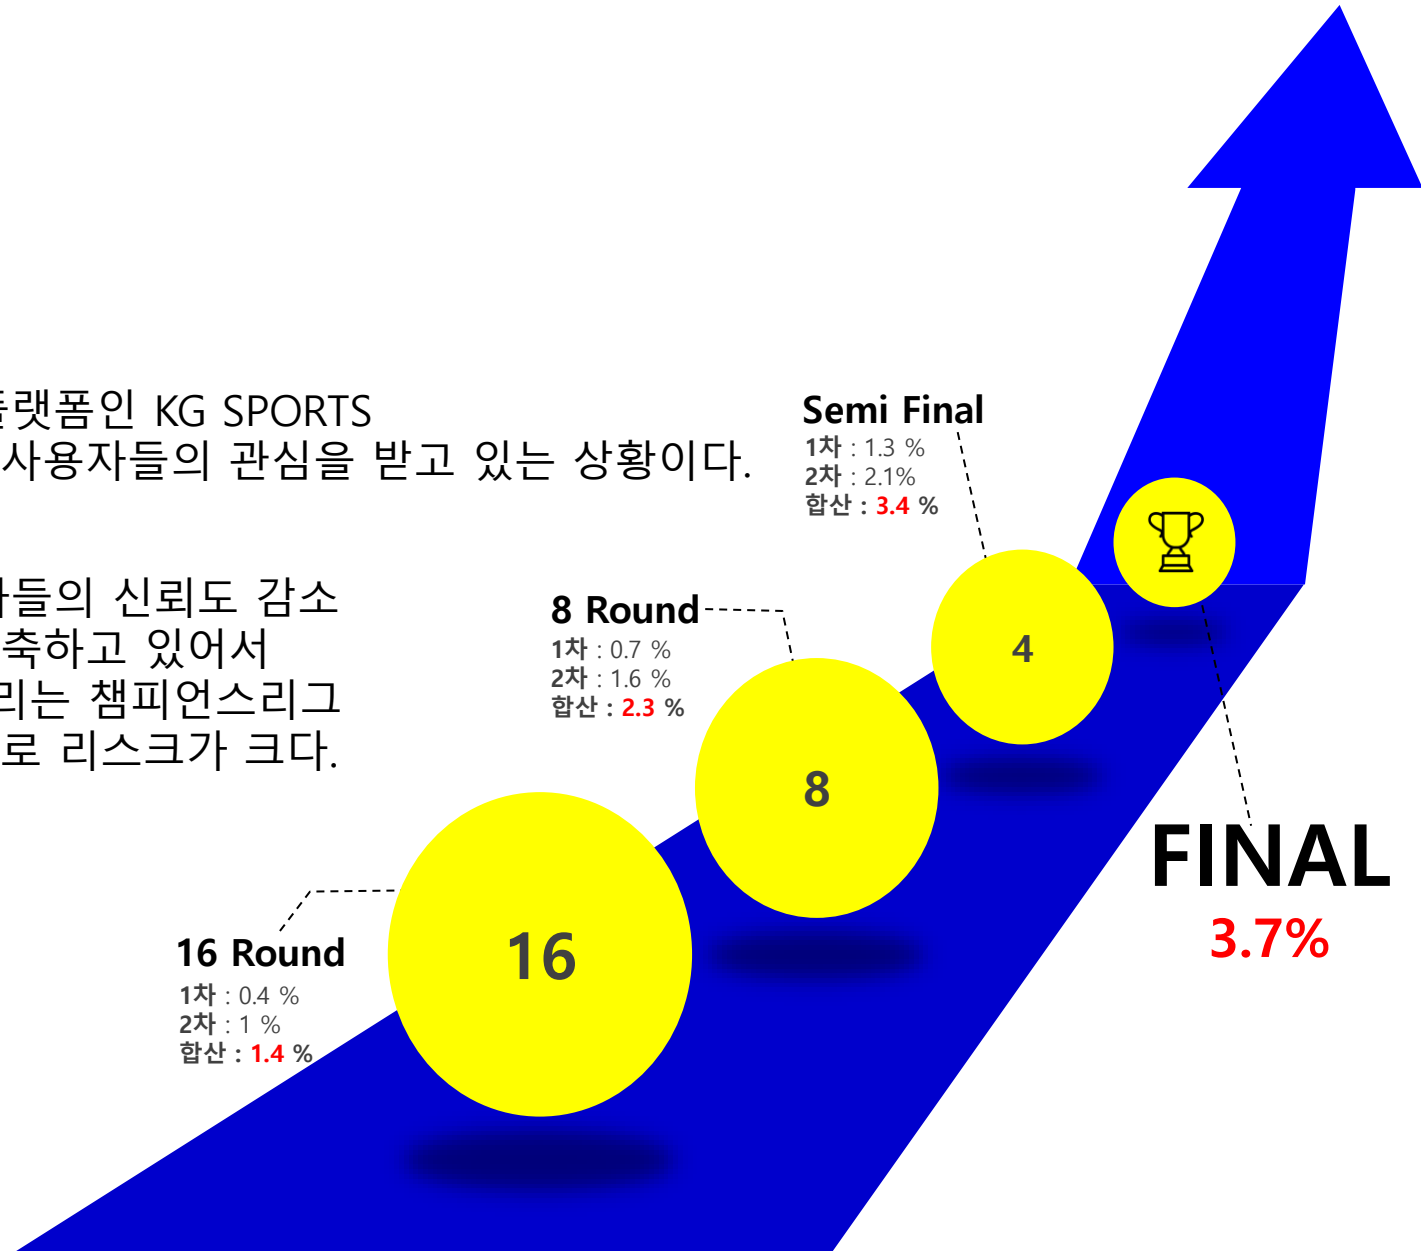 플랫폼인 KG SPORTS
사용자들의 관심을 받고 있는 상황이다.
자들의 신뢰도 감소
축하고 있어서
리는 챔피언스리그
로 리스크가 크다.
Semi Final
1차 : 1.3 %
2차 : 2.1%
합산 : 3.4 %
4
8 Round
1차 : 0.7 %
2차 : 1.6 %
합산 : 2.3 %
8
16 Round
1차 : 0.4 %
2차 : 1 %
합산 : 1.4 %
16
FINAL
3.7%